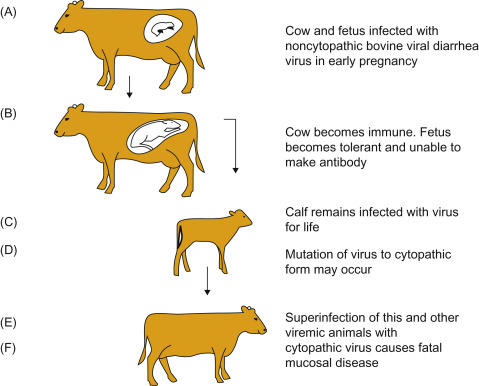 (A)
Cow and fetus infected with
noncytopathic bovine viral diarrhea
virus in early pregnancy
(B)
Cow becomes immune. Fetus
becomes tolerant and unable to
make antibody
(C)
Calf remains infected with virus
for life
(D)
Mutation of virus to cytopathic
form may occur
(E)
Superinfection of this and other
viremic animals with
(F)
cytopathic virus causes fatal
mucosal disease